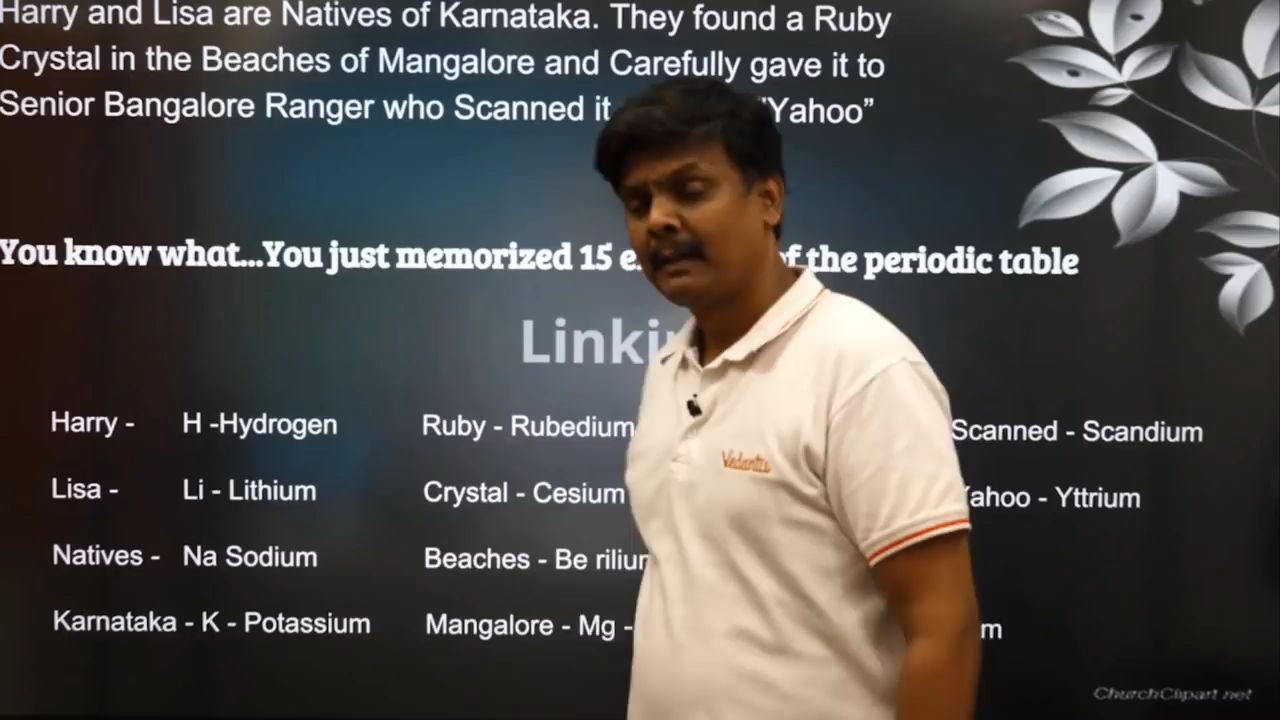 Harry and Lisa are Natives of Karnataka. They found a Ruby
Crystal in the Beaches of Mangalore and Carefully gave it to
Senior Bangalore Ranger who Scanned it "Yahoo”
You know what...You just memorized 15 of the periodic table
Harry - H -Hydrogen Ruby - Rubedium Scanned - Scandium
Lisa - Li - Lithium Crystal - Cesium Yahoo - Yttrium
Natives - Na Sodium Beaches - Be
Karnataka - K - Potassium Mangalore - Mg -
Vedantu
ChurchClipart.net